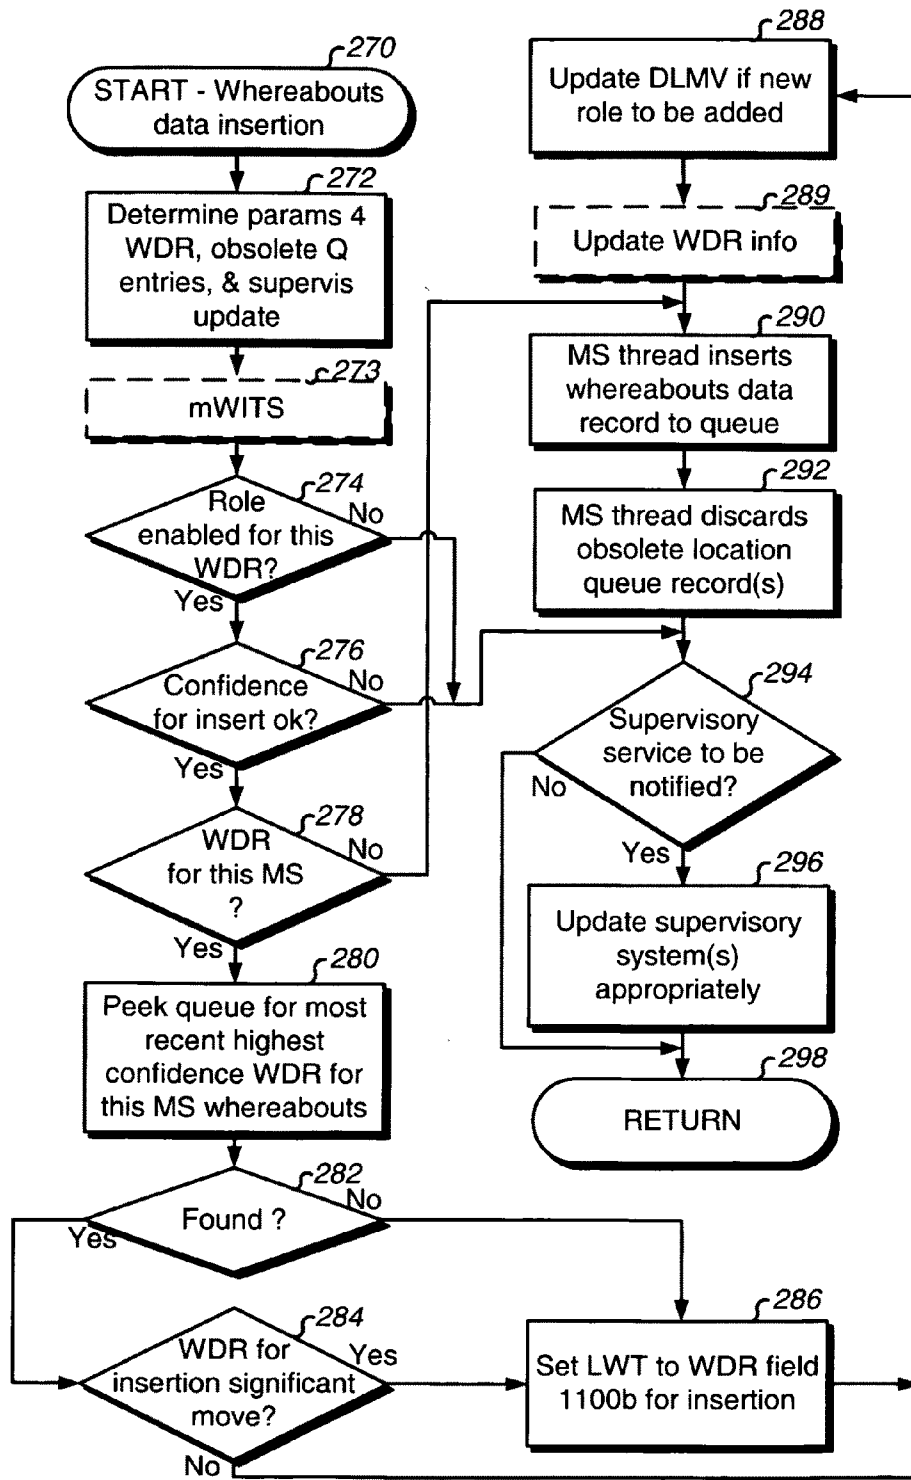 270
START - Whereabouts
data insertion
272
Determine params 4
WDR, obsolete Q
entries, & supervis
update
273
mWITS
274
Role
enabled for this
WDR?
No
Yes
276
Confidence
for insert ok?
No
Yes
278
WDR
for this MS
?
No
Yes
280
Peek queue for most
recent highest
confidence WDR for
this MS whereabouts
282
Found ?
No
Yes
284
WDR for
insertion significant
move?
Yes
No
286
Set LWT to WDR field
1100b for insertion
288
Update DLMV if new
role to be added
289
Update WDR info
290
MS thread inserts
whereabouts data
record to queue
292
MS thread discards
obsolete location
queue record(s)
294
Supervisory
service to be
notified?
No
Yes
296
Update supervisory
system(s)
appropriately
298
RETURN